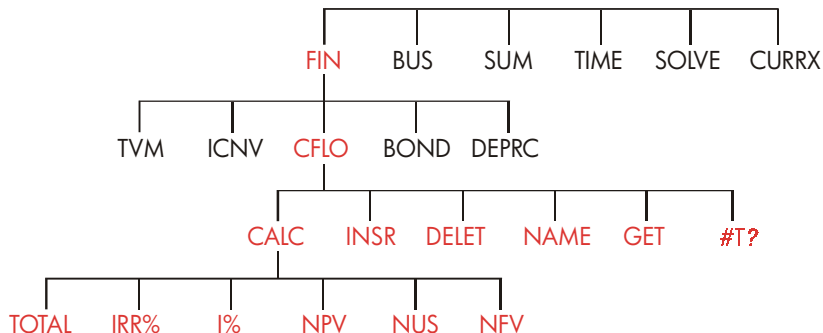 FIN BUS SUM TIME SOLVE CURRX
TVM ICNV CFLO BOND DEPRC
CALC INSR DELET NAME GET #T?
TOTAL IRR% I% NPV NUS NFV